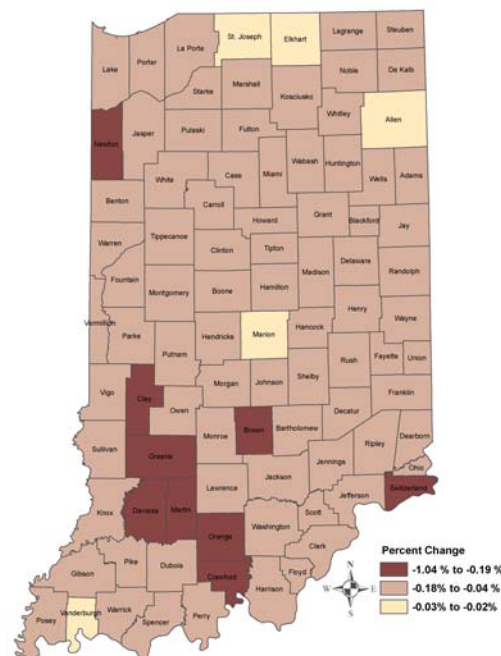 St. Joseph
Elkhart
Lagrange
Steuben
La Porte
Porter
Lake
Noble
De Kalb
Marshall
Starke
Kosciusko
Whitley
Allen
Newton
Jasper
Pulaski
Fulton
Wabash
Huntington
Miami
Cass
White
Wells
Adams
Benton
Carroll
Howard
Grant
Blackford
Jay
Warren
Tippecanoe
Clinton
Tipton
Madison
Delaware
Randolph
Fountain
Montgomery
Boone
Hamilton
Henry
Wayne
Vermillion
Parke
Hendricks
Marion
Hancock
Putnam
Rush
Fayette
Union
Shelby
Morgan
Johnson
Vigo
Clay
Owen
Franklin
Decatur
Brown
Bartholomew
Monroe
Sullivan
Greene
Dearborn
Ripley
Jennings
Ohio
Jackson
Lawrence
Switzerland
Jefferson
Knox
Daviess
Martin
Scott
Washington
Orange
Clark
Pike
Dubois
Gibson
Floyd
Crawford
Harrison
Vanderburgh
Warrick
Perry
Spencer
Posey
N
W
E
S
Percent Change
-1.04 % to -0.19 %
-0.18% to -0.04 %
-0.03% to -0.02%